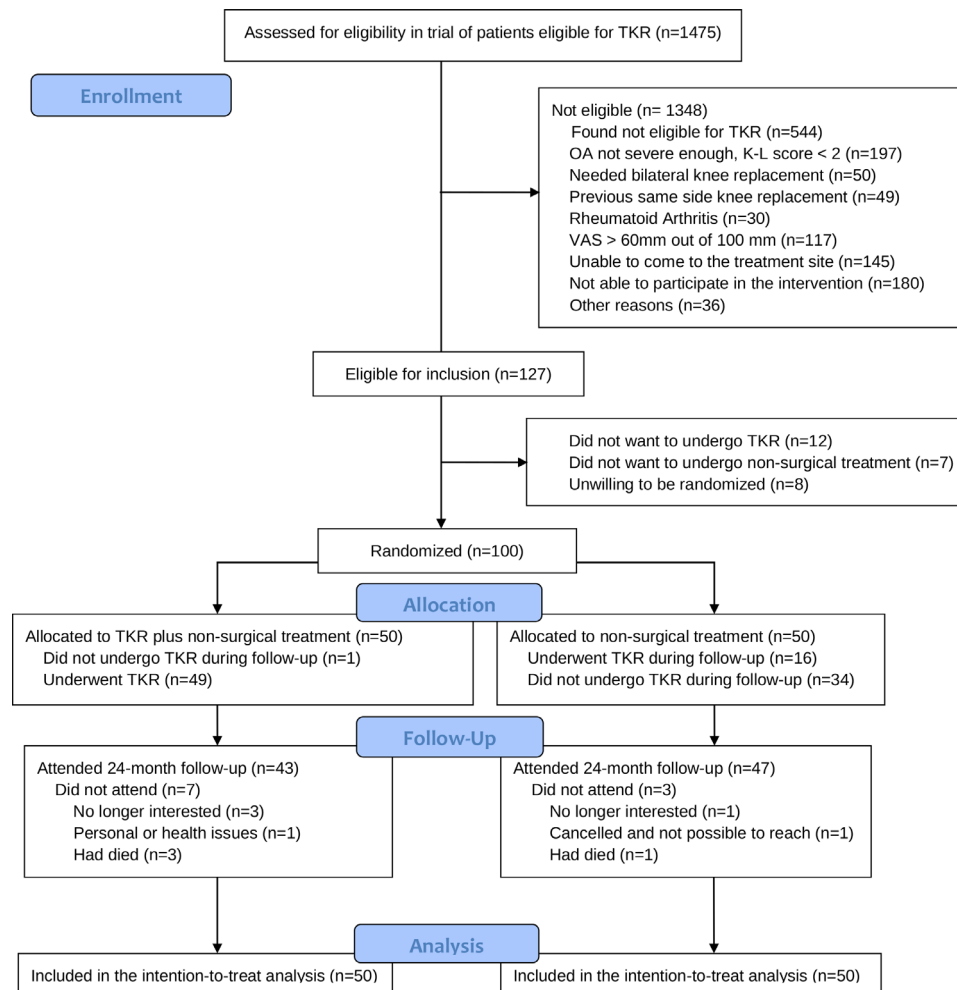 Assessed for eligibility in trial of patients eligible for TKR (n=1475)
Enrollment
Not eligible (n= 1348)
Found not eligible for TKR (n=544)
OA not severe enough, K-L score < 2 (n=197)
Needed bilateral knee replacement (n=50)
Previous same side knee replacement (n=49)
Rheumatoid Arthritis (n=30)
VAS > 60mm out of 100 mm (n=117)
Unable to come to the treatment site (n=145)
Not able to participate in the intervention (n=180)
Other reasons (n=36)
Eligible for inclusion (n=127)
Did not want to undergo TKR (n=12)
Did not want to undergo non-surgical treatment (n=7)
Unwilling to be randomized (n=8)
Randomized (n=100)
Allocation
Allocated to TKR plus non-surgical treatment (n=50)
Did not undergo TKR during follow-up (n=1)
Underwent TKR (n=49)
Allocated to non-surgical treatment (n=50)
Underwent TKR during follow-up (n=16)
Did not undergo TKR during follow-up (n=34)
Follow-Up
Attended 24-month follow-up (n=43)
Did not attend (n=7)
No longer interested (n=3)
Personal or health issues (n=1)
Had died (n=3)
Attended 24-month follow-up (n=47)
Did not attend (n=3)
No longer interested (n=1)
Cancelled and not possible to reach (n=1)
Had died (n=1)
Analysis
Included in the intention-to-treat analysis (n=50)
Included in the intention-to-treat analysis (n=50)